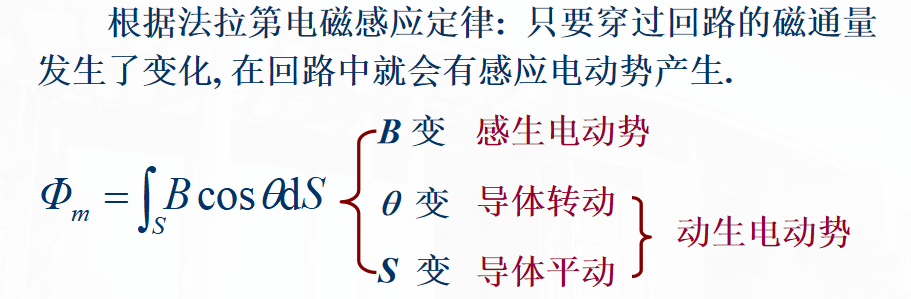 根据法拉第电磁感应定律: 只要穿过回路的磁通量
发生了变化, 在回路中就会有感应电动势产生.
B 变 感生电动势
Φm = ∫S B cos θdS
θ 变 导体转动
动生电动势
S 变 导体平动